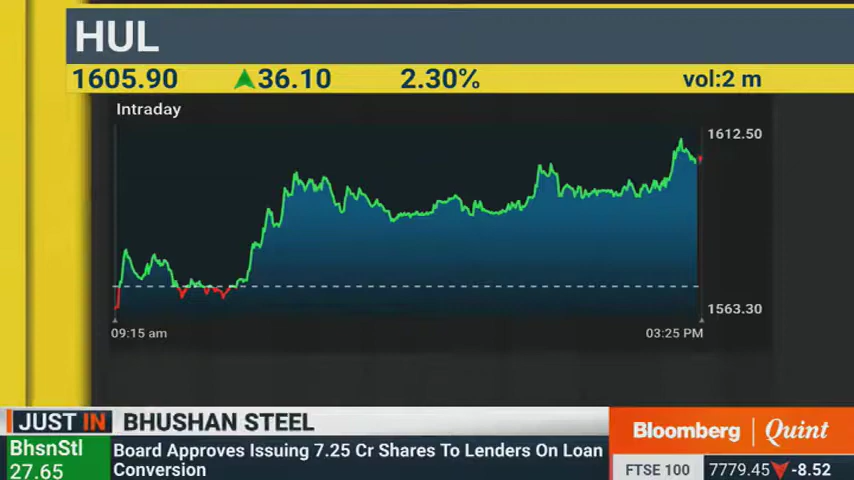 HUL
1605.90 36.10 2.30% vol:2 m
Intraday
1612.50
1563.30
09:15 am 03:25 PM
JUST IN BHUSHAN STEEL
BhsnStl
27.65
Board Approves Issuing 7.25 Cr Shares To Lenders On Loan
Conversion
Bloomberg | Quint
FTSE 100 7779.45 -8.52